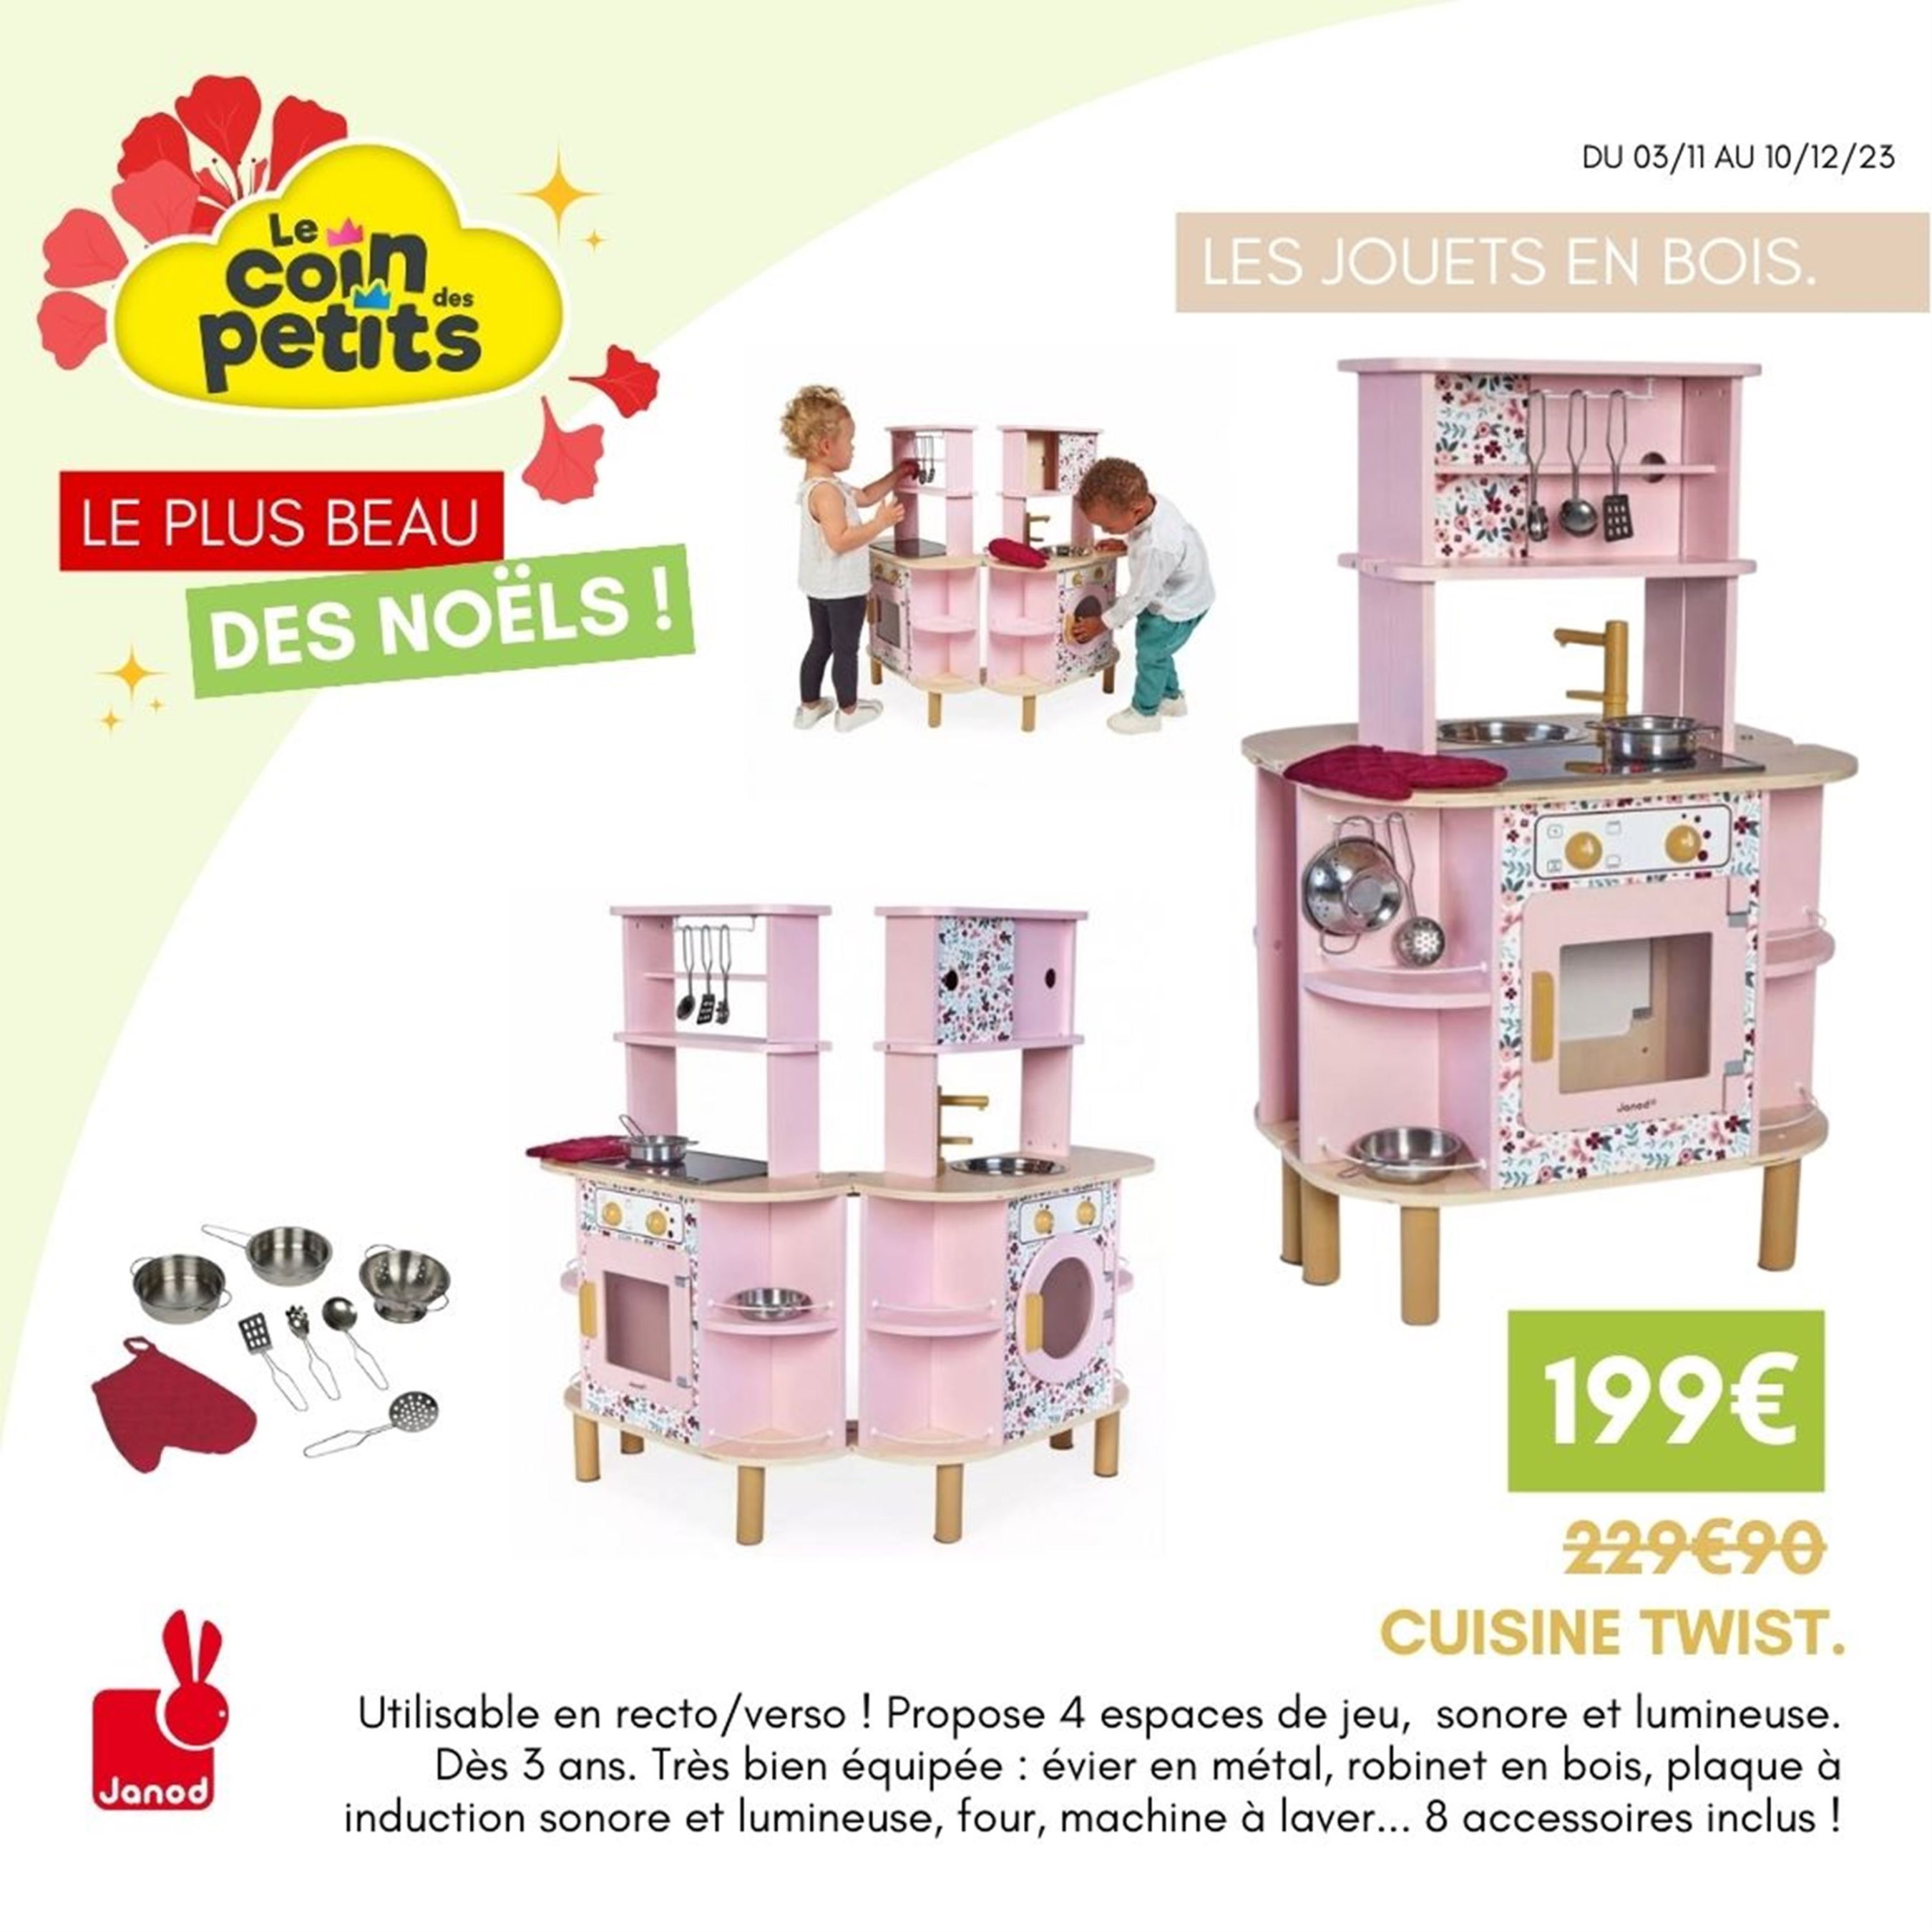 DU 03/11 AU 10/12/23
LES JOUETS EN BOIS.
Le
coin
des
petits
LE PLUS BEAU
DES NOËLS !
Janod
Janod
199€
229€90
CUISINE TWIST.
Janod
Utilisable en recto/verso ! Propose 4 espaces de jeu, sonore et lumineuse.
Dès 3 ans. Très bien équipée : évier en métal, robinet en bois, plaque à
induction sonore et lumineuse, four, machine à laver... 8 accessoires inclus !